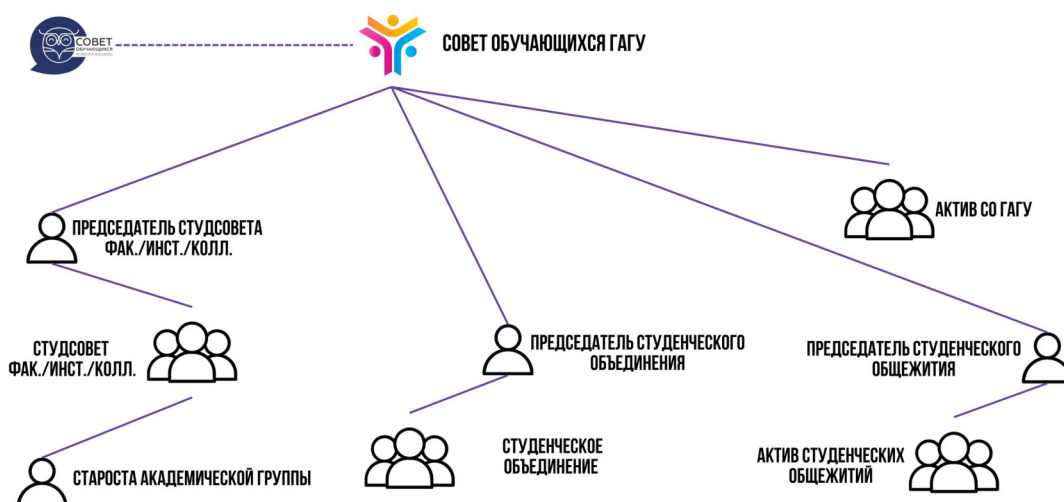 СОВЕТ
ОБУЧАЮЩИХСЯ
СОВЕТ ОБУЧАЮЩИХСЯ ГАГУ
АКТИВ СО ГАГУ
ПРЕДСЕДАТЕЛЬ СТУДСОВЕТА
ФАК./ИНСТ./КОЛЛ.
СТУДСОВЕТ
ФАК./ИНСТ./КОЛЛ.
ПРЕДСЕДАТЕЛЬ СТУДЕНЧЕСКОГО
ОБЪЕДИНЕНИЯ
ПРЕДСЕДАТЕЛЬ СТУДЕНЧЕСКОГО
ОБЩЕЖИТИЯ
СТАРОСТА АКАДЕМИЧЕСКОЙ ГРУППЫ
СТУДЕНЧЕСКОЕ
ОБЪЕДИНЕНИЕ
АКТИВ СТУДЕНЧЕСКИХ
ОБЩЕЖИТИЙ